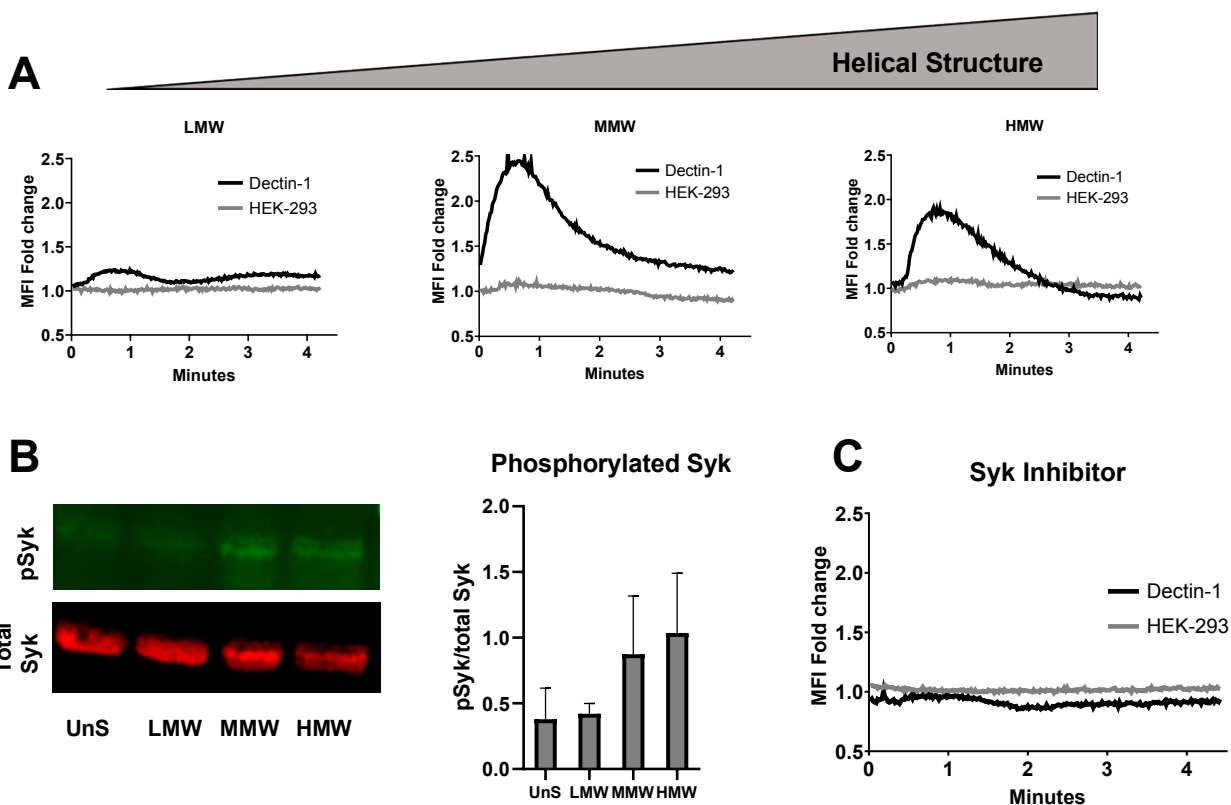 A
Helical Structure
LMW
MFI Fold change
2.5
2.0
1.5
1.0
0.5
0 1 2 3 4
Minutes
Dectin-1
HEK-293
MMW
MFI Fold change
2.5
2.0
1.5
1.0
0.5
0 1 2 3 4
Minutes
Dectin-1
HEK-293
HMW
MFI Fold change
2.5
2.0
1.5
1.0
0.5
0 1 2 3 4
Minutes
Dectin-1
HEK-293
B
pSyk
Total
Syk
UnS LMW MMW HMW
Phosphorylated Syk
pSyk/total Syk
2.0
1.5
1.0
0.5
0.0
UnS LMW MMW HMW
C
Syk Inhibitor
MFI Fold change
2.5
2.0
1.5
1.0
0.5
0 1 2 3 4
Minutes
Dectin-1
HEK-293